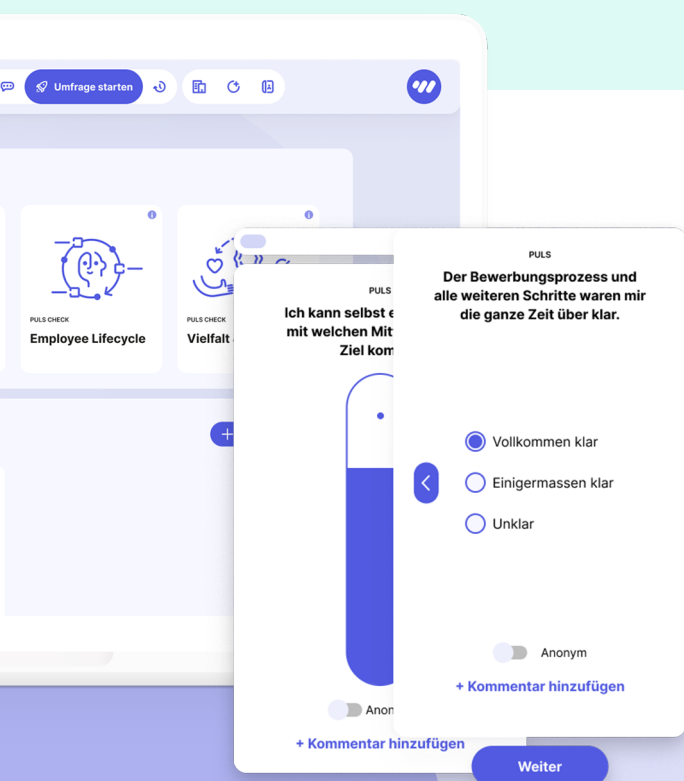 Umfrage starten
PULS CHECK
Employee Lifecycle
PULS CHECK
Vielfalt
PULS
Ich kann selbst
mit welchen
Ziel
Anon
+ Kommentar hinzufügen
PULS
Der Bewerbungsprozess und
alle weiteren Schritte waren mir
die ganze Zeit über klar.
Vollkommen klar
Einigermassen klar
Unklar
Anonym
+ Kommentar hinzufügen
Weiter